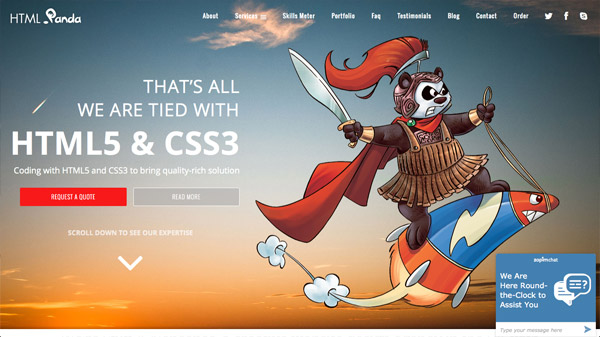 HTML Panda
About Services Skills Meter Portfolio Faq Testimonials Blog Contact Order
THAT'S ALL
WE ARE TIED WITH
HTML5 & CSS3
Coding with HTML5 and CSS3 to bring quality-rich solution
REQUEST A QUOTE READ MORE
SCROLL DOWN TO SEE OUR EXPERTISE
zopimchat
We Are
Here Round-
the-Clock to
Assist You
Type your message here